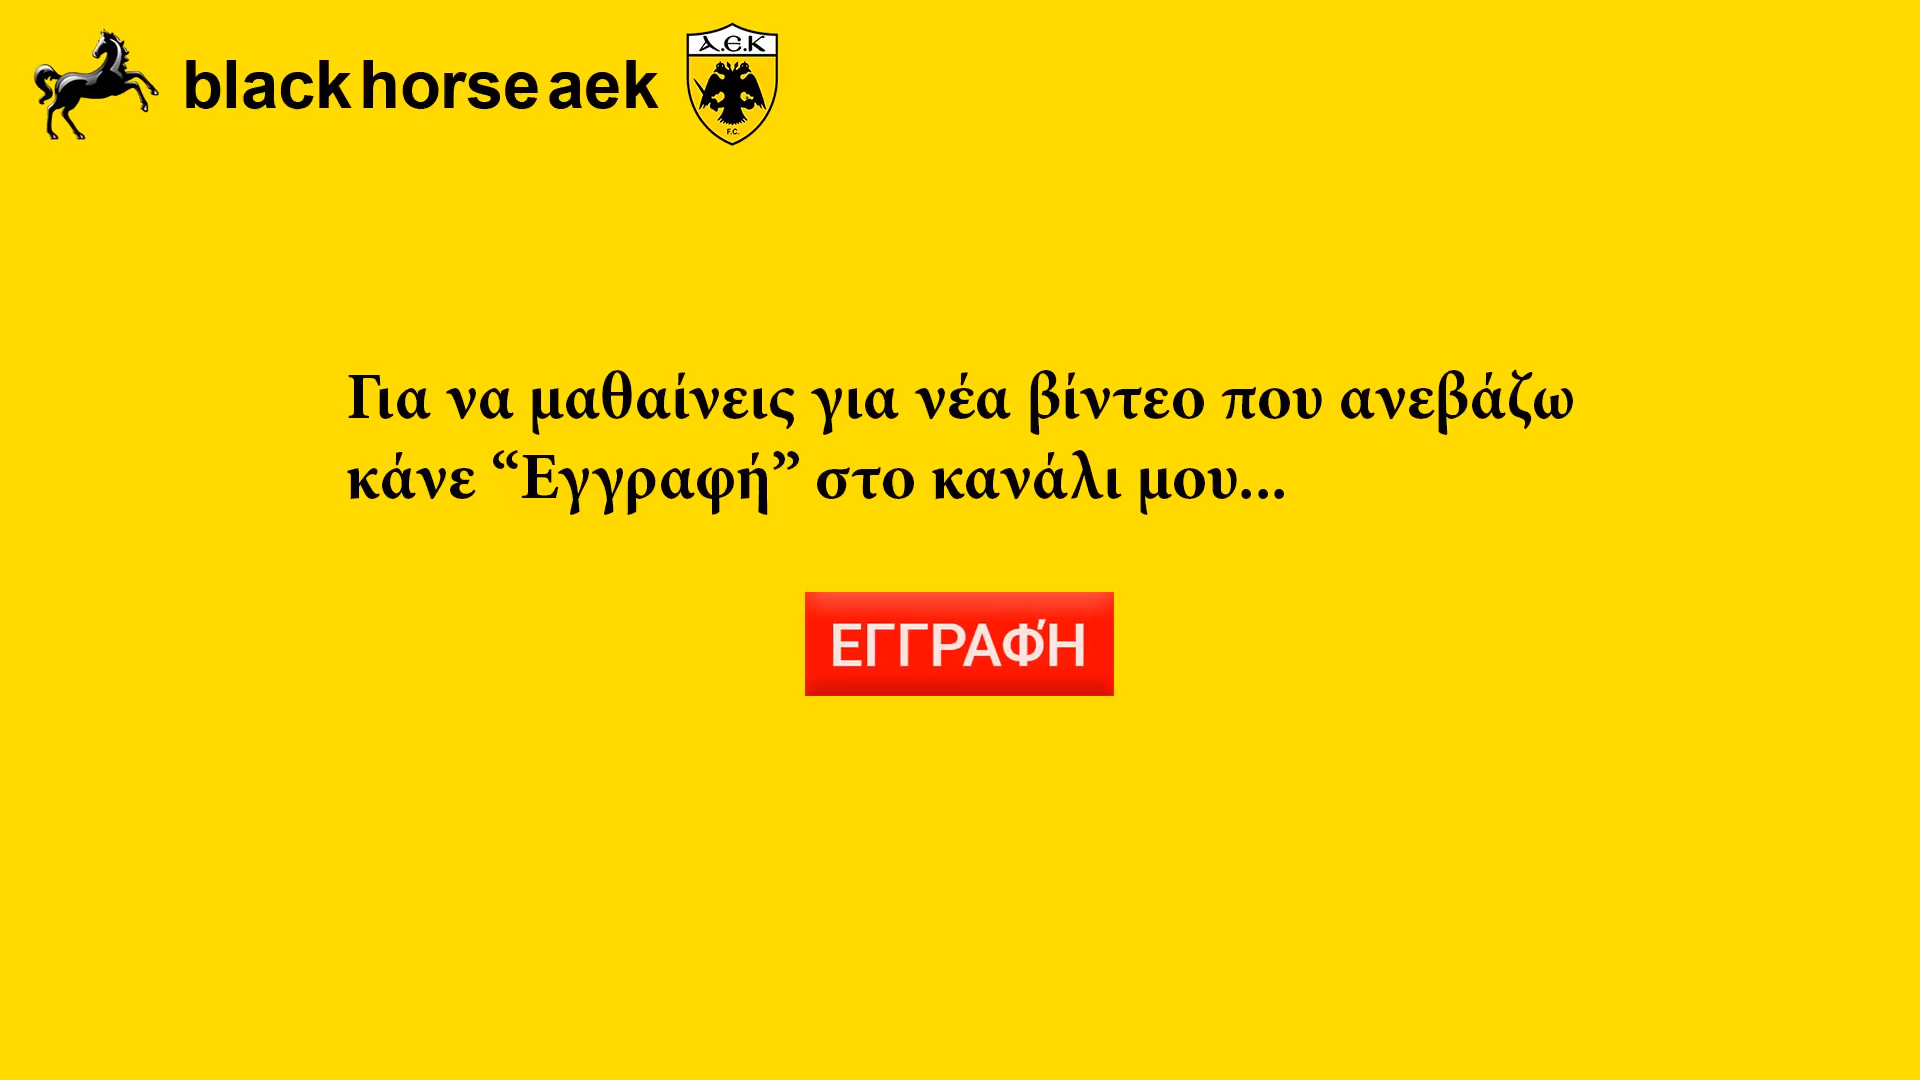 black horse aek
Α.Ε.Κ
F.C.
Για να μαθαίνεις για νέα βίντεο που ανεβάζω
κάνε “Εγγραφή” στο κανάλι μου...
ΕΓΓΡΑΦΉ